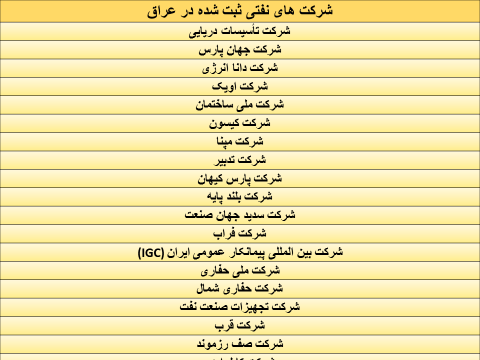 شرکت های نفتی ثبت شده در عراق
شرکت تأسیسات دریایی
شرکت جهان پارس
شرکت دانا انرژی
شرکت اویک
شرکت ملی ساختمان
شرکت کیسون
شرکت مپنا
شرکت تدبیر
شرکت پارس کیهان
شرکت بلند پایه
شرکت سدید جهان صنعت
شرکت فراب
شرکت بین المللی پیمانکار عمومی ایران (IGC)
شرکت ملی حفاری
شرکت حفاری شمال
شرکت تجهیزات صنعت نفت
شرکت قرب
شرکت صف رزموند
شرکت